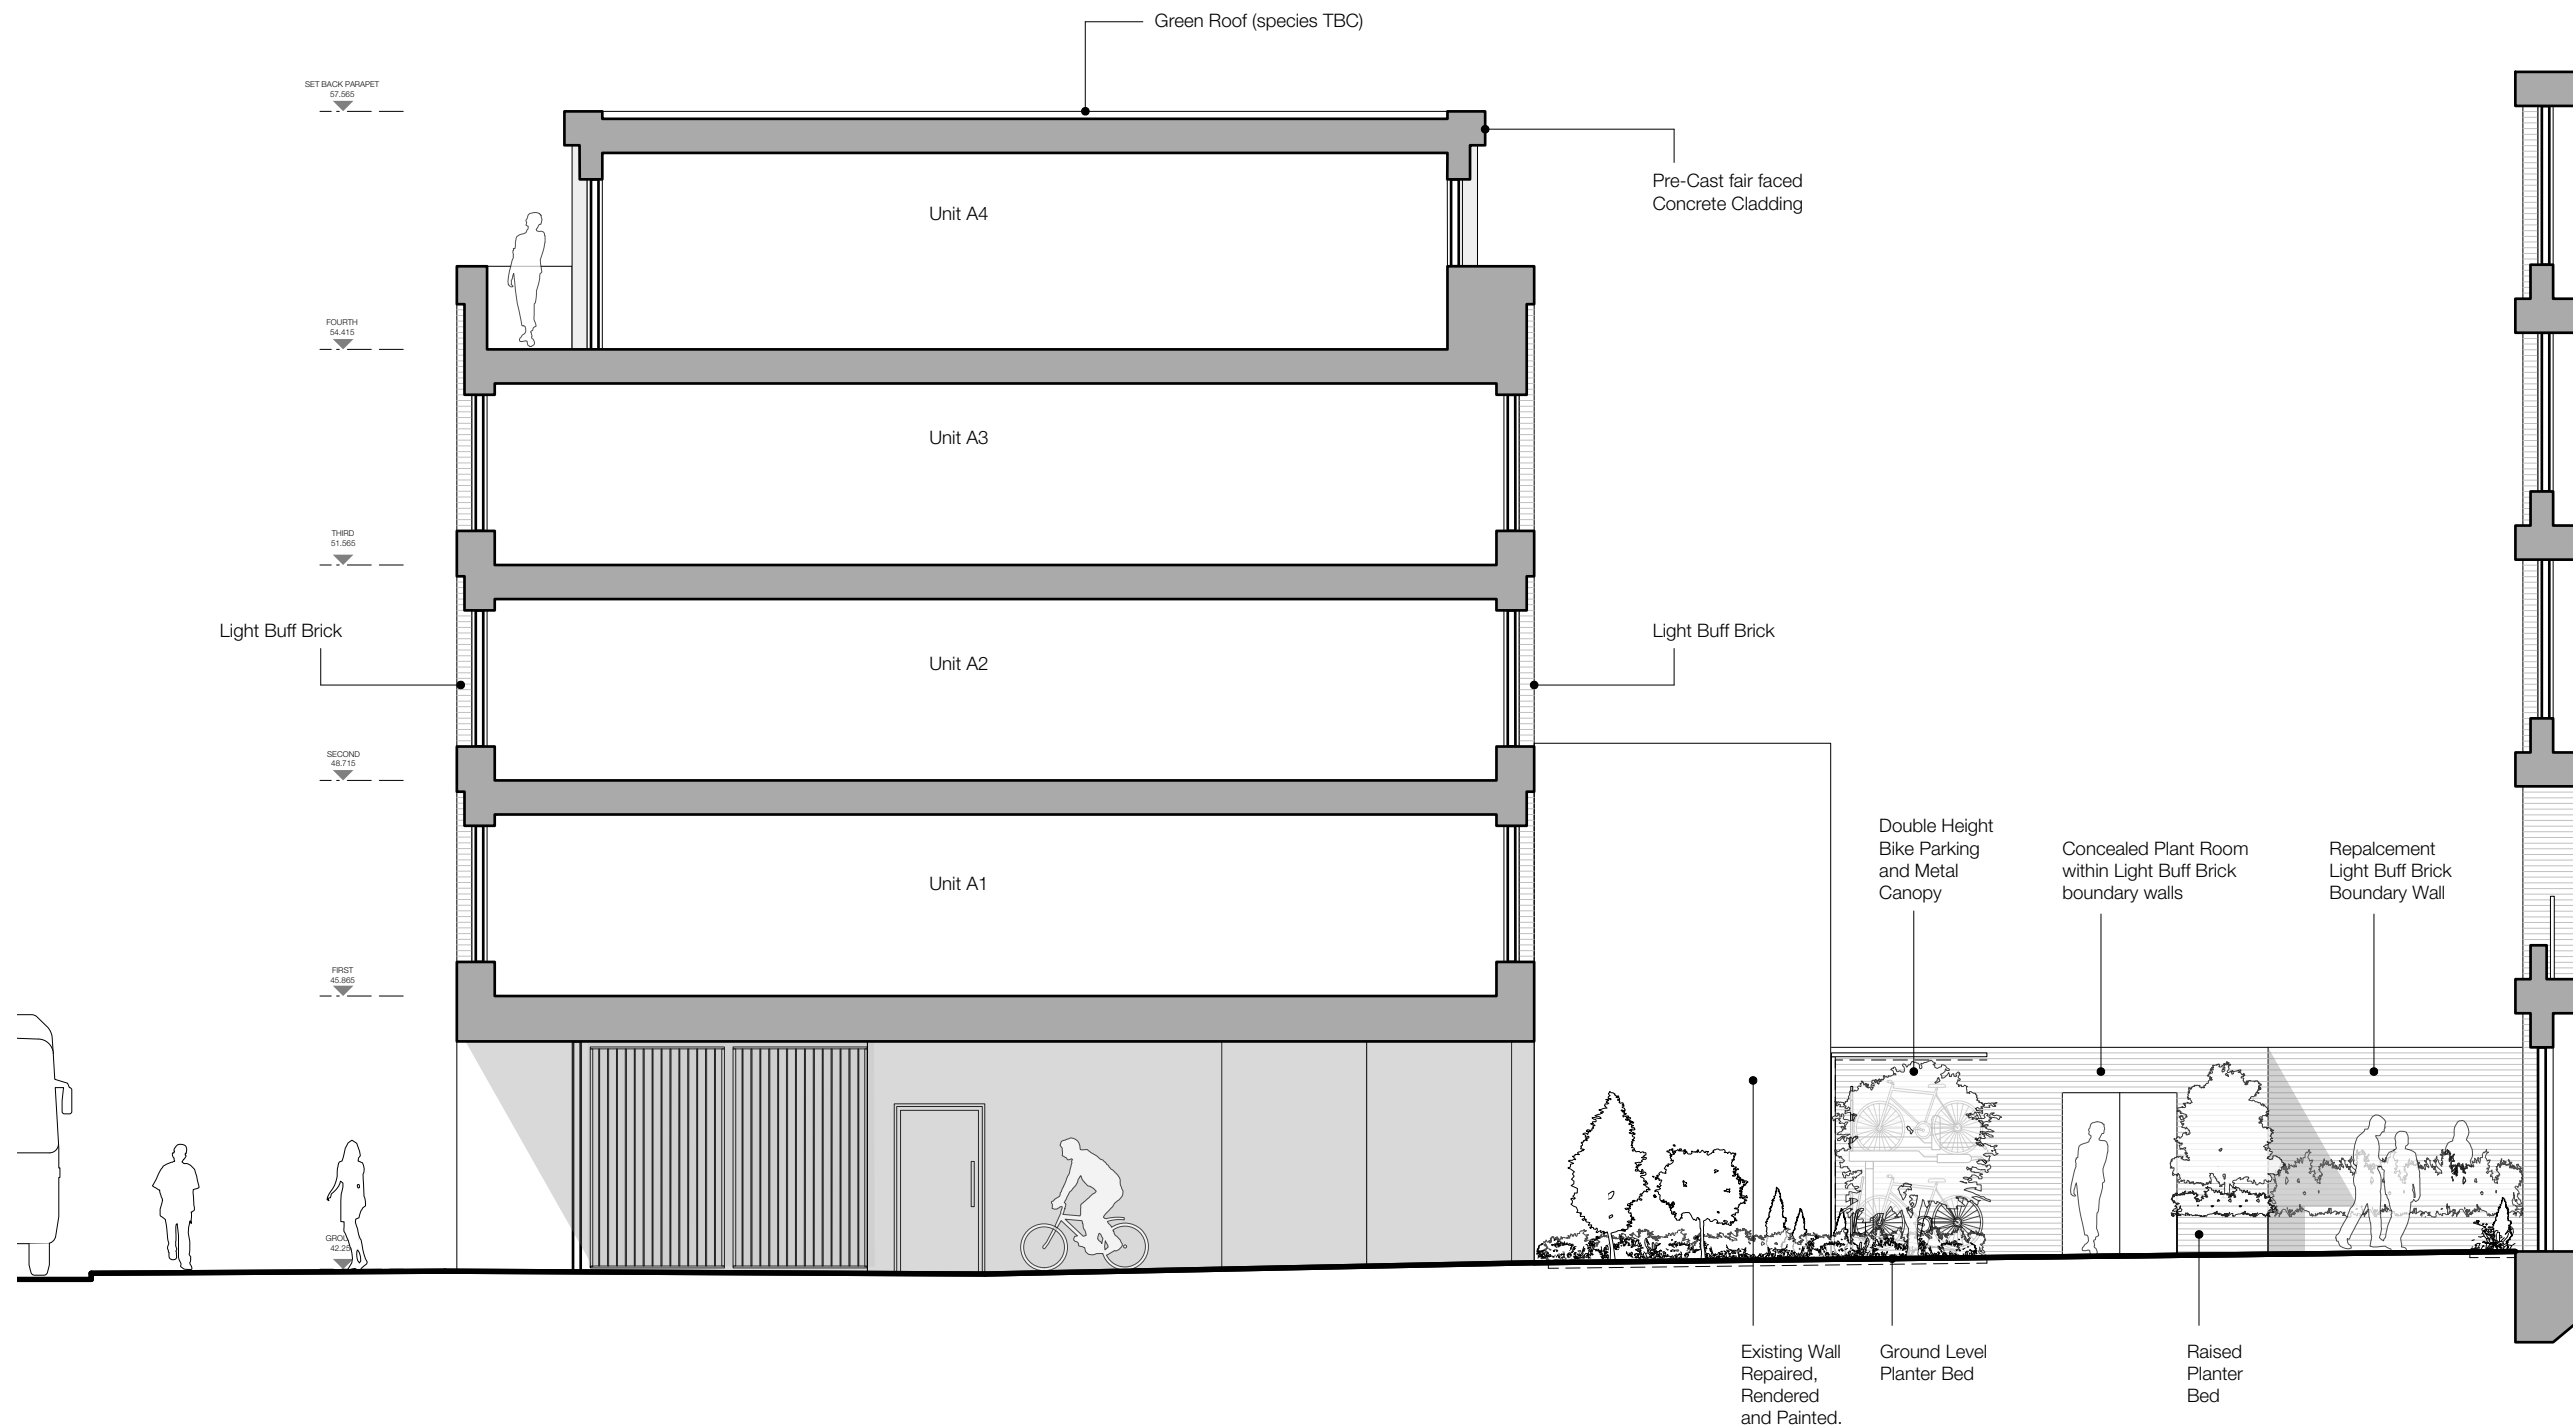 Green Roof (species TBC)
SET BACK PARAPET
57.565
Pre-Cast fair faced
Concrete Cladding
Unit A4
FOURTH
54.415
Unit A3
THIRD
51.565
Light Buff Brick
Light Buff Brick
Unit A2
SECOND
48.715
Double Height
Bike Parking
and Metal
Canopy
Concealed Plant Room
within Light Buff Brick
boundary walls
Repalcement
Light Buff Brick
Boundary Wall
Unit A1
FIRST
45.865
Existing Wall
Repaired,
Rendered
and Painted.
Ground Level
Planter Bed
Raised
Planter
Bed